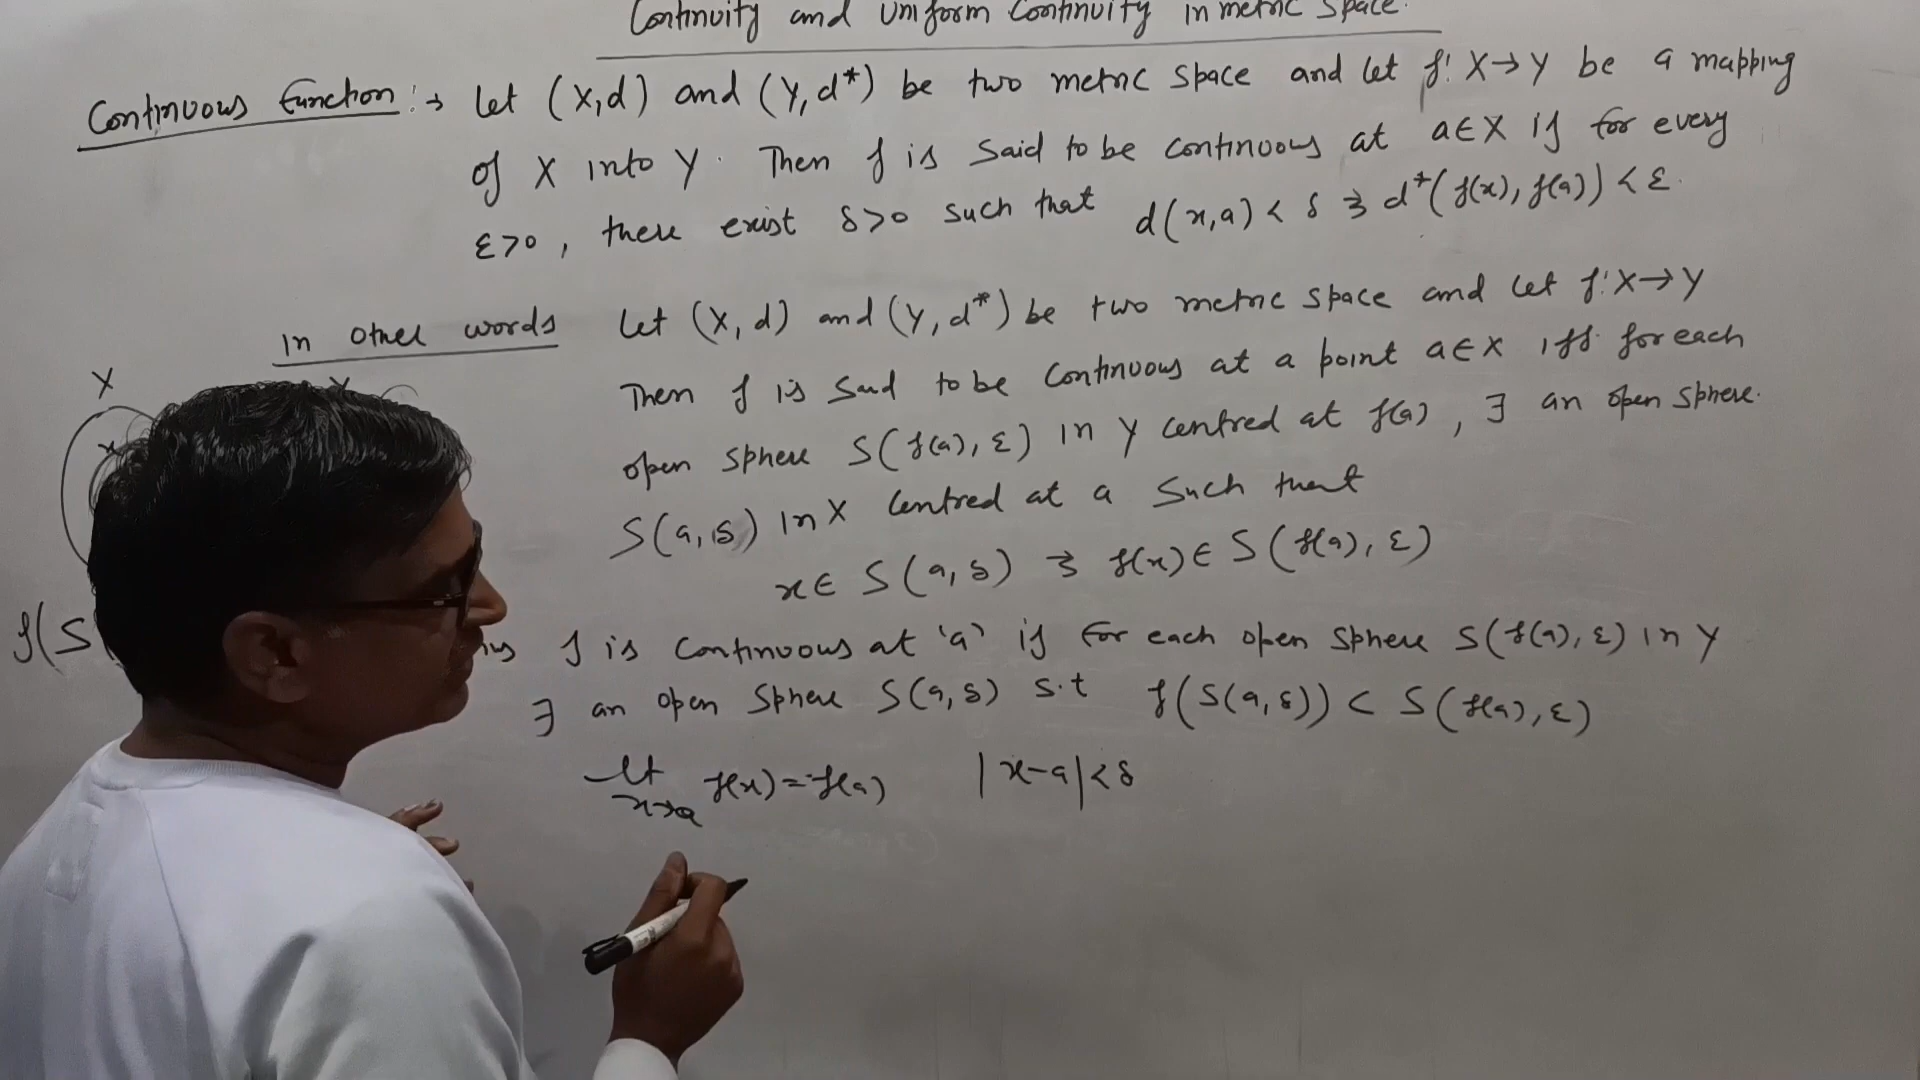 Continuity and Uniform Continuity in metric space.
Continuous function :→ Let (X,d) and (Y,d*) be two metric space and let f: X→Y be a mapping
of X into Y. Then f is said to be continuous at a∈X if for every
ε>0, there exist δ>0 such that d(x,a) < δ ⇒ d*(f(x), f(a)) < ε.
In other words Let (X,d) and (Y,d*) be two metric space and let f:X→Y
X
Then f is said to be continuous at a point a∈X iff for each
open sphere S(f(a), ε) in Y centred at f(a), ∃ an open sphere.
x
S(a,δ) in X centred at a such that
x∈ S(a,δ) ⇒ f(x)∈ S(f(a), ε)
f(S f is continuous at 'a' if for each open sphere S(f(a), ε) in Y
∃ an open sphere S(a,δ) s.t f(S(a,δ)) ⊂ S(f(a), ε)
lt x→a f(x)=f(a) |x-a|<δ